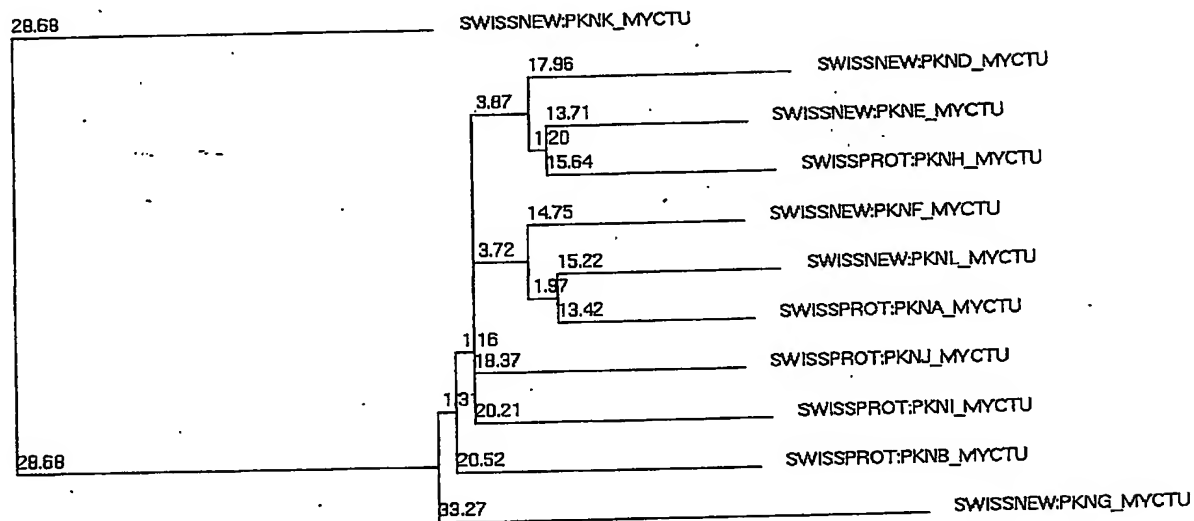 28.68 SWISSNEW:PKNK_MYCTU
17.96 SWISSNEW:PKND_MYCTU
3.87 13.71 SWISSNEW:PKNE_MYCTU
1.20
15.64 SWISSPROT:PKNH_MYCTU
14.75 SWISSNEW:PKNF_MYCTU
3.72 15.22 SWISSNEW:PKNL_MYCTU
1.97
13.42 SWISSPROT:PKNA_MYCTU
1.16
18.37 SWISSPROT:PKNJ_MYCTU
1.31
20.21 SWISSPROT:PKNI_MYCTU
28.68 20.52 SWISSPROT:PKNB_MYCTU
33.27 SWISSNEW:PKNG_MYCTU